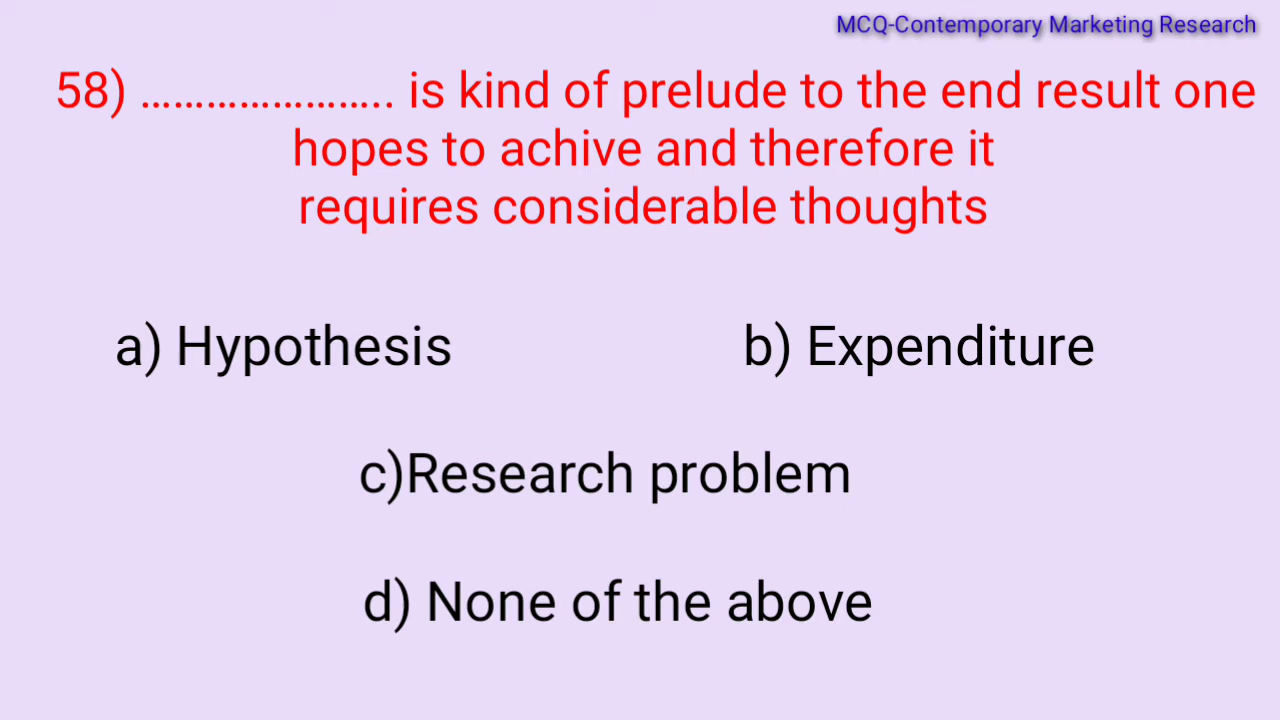 MCQ-Contemporary Marketing Research
58) ………………….. is kind of prelude to the end result one
hopes to achive and therefore it
requires considerable thoughts
a) Hypothesis
b) Expenditure
c)Research problem
d) None of the above